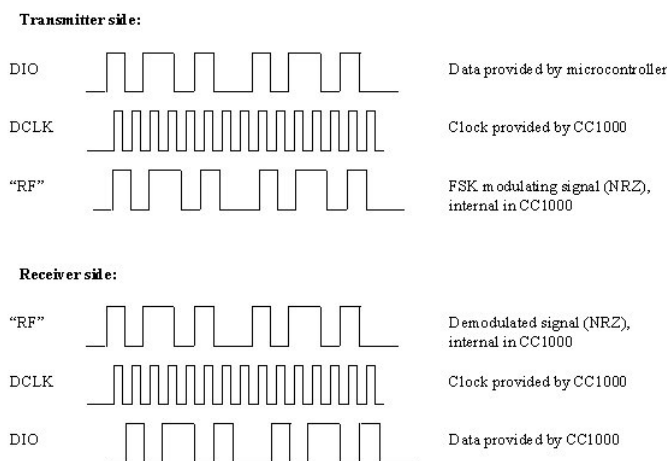 Transmitter side:
DIO
Data provided by microcontroller
DCLK
Clock provided by CC1000
“RF”
FSK modulating signal (NRZ),
internal in CC1000
Receiver side:
“RF”
Demodulated signal (NRZ),
internal in CC1000
DCLK
Clock provided by CC1000
DIO
Data provided by CC1000